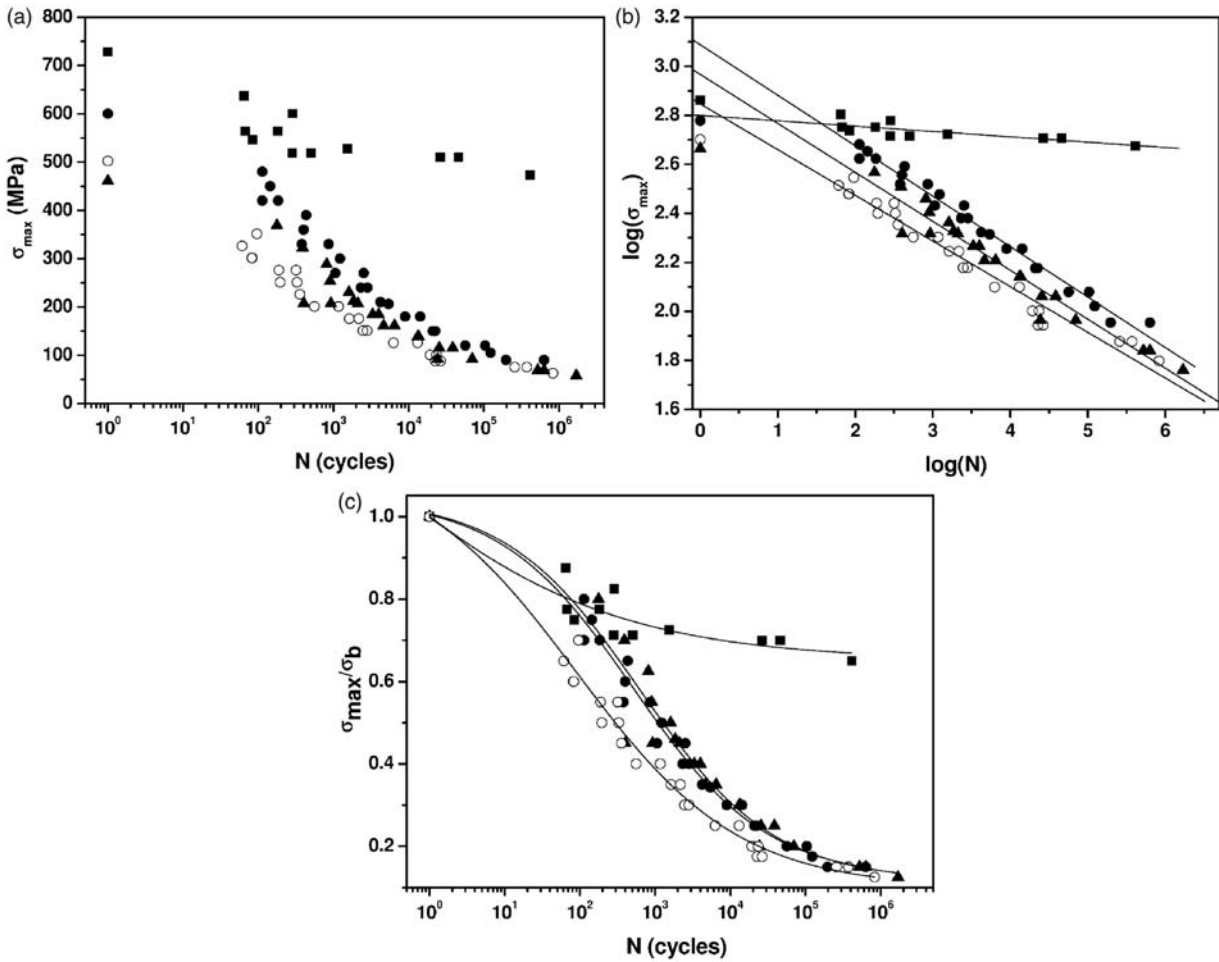 (a)
800
700
600
500
400
300
200
100
0
σmax (MPa)
10⁰ 10¹ 10² 10³ 10⁴ 10⁵ 10⁶
N (cycles)
(b)
3.2
3.0
2.8
2.6
2.4
2.2
2.0
1.8
1.6
log(σmax)
0 1 2 3 4 5 6
log(N)
(c)
1.0
0.8
0.6
0.4
0.2
σmax/σb
10⁰ 10² 10³ 10⁴ 10⁵ 10⁶
N (cycles)